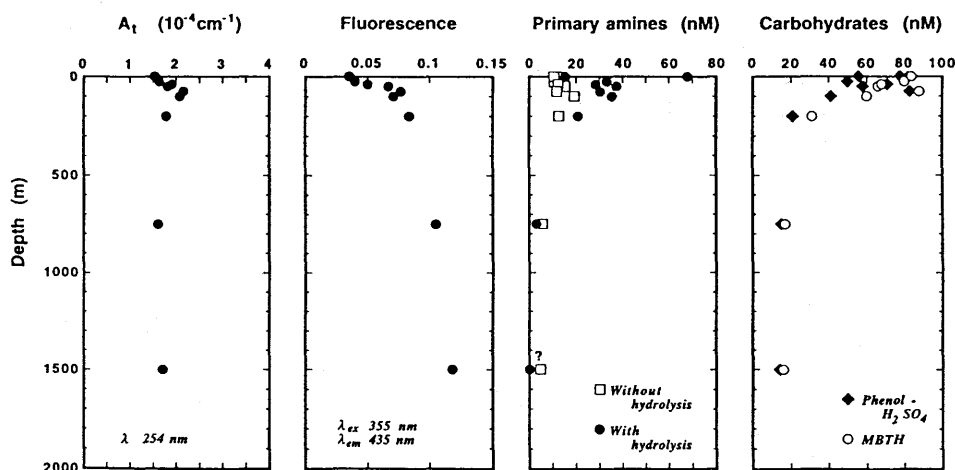 At (10⁻⁴cm⁻¹) Fluorescence Primary amines (nM) Carbohydrates (nM)
0 1 2 3 4 0 0.05 0.1 0.15 0 20 40 60 80 0 20 40 60 80 100
0
500
1000
1500
2000
Depth (m)
?
Without
hydrolysis
With
hydrolysis
Phenol -
H₂SO₄
MBTH
λ 254 nm
λex 355 nm
λem 435 nm